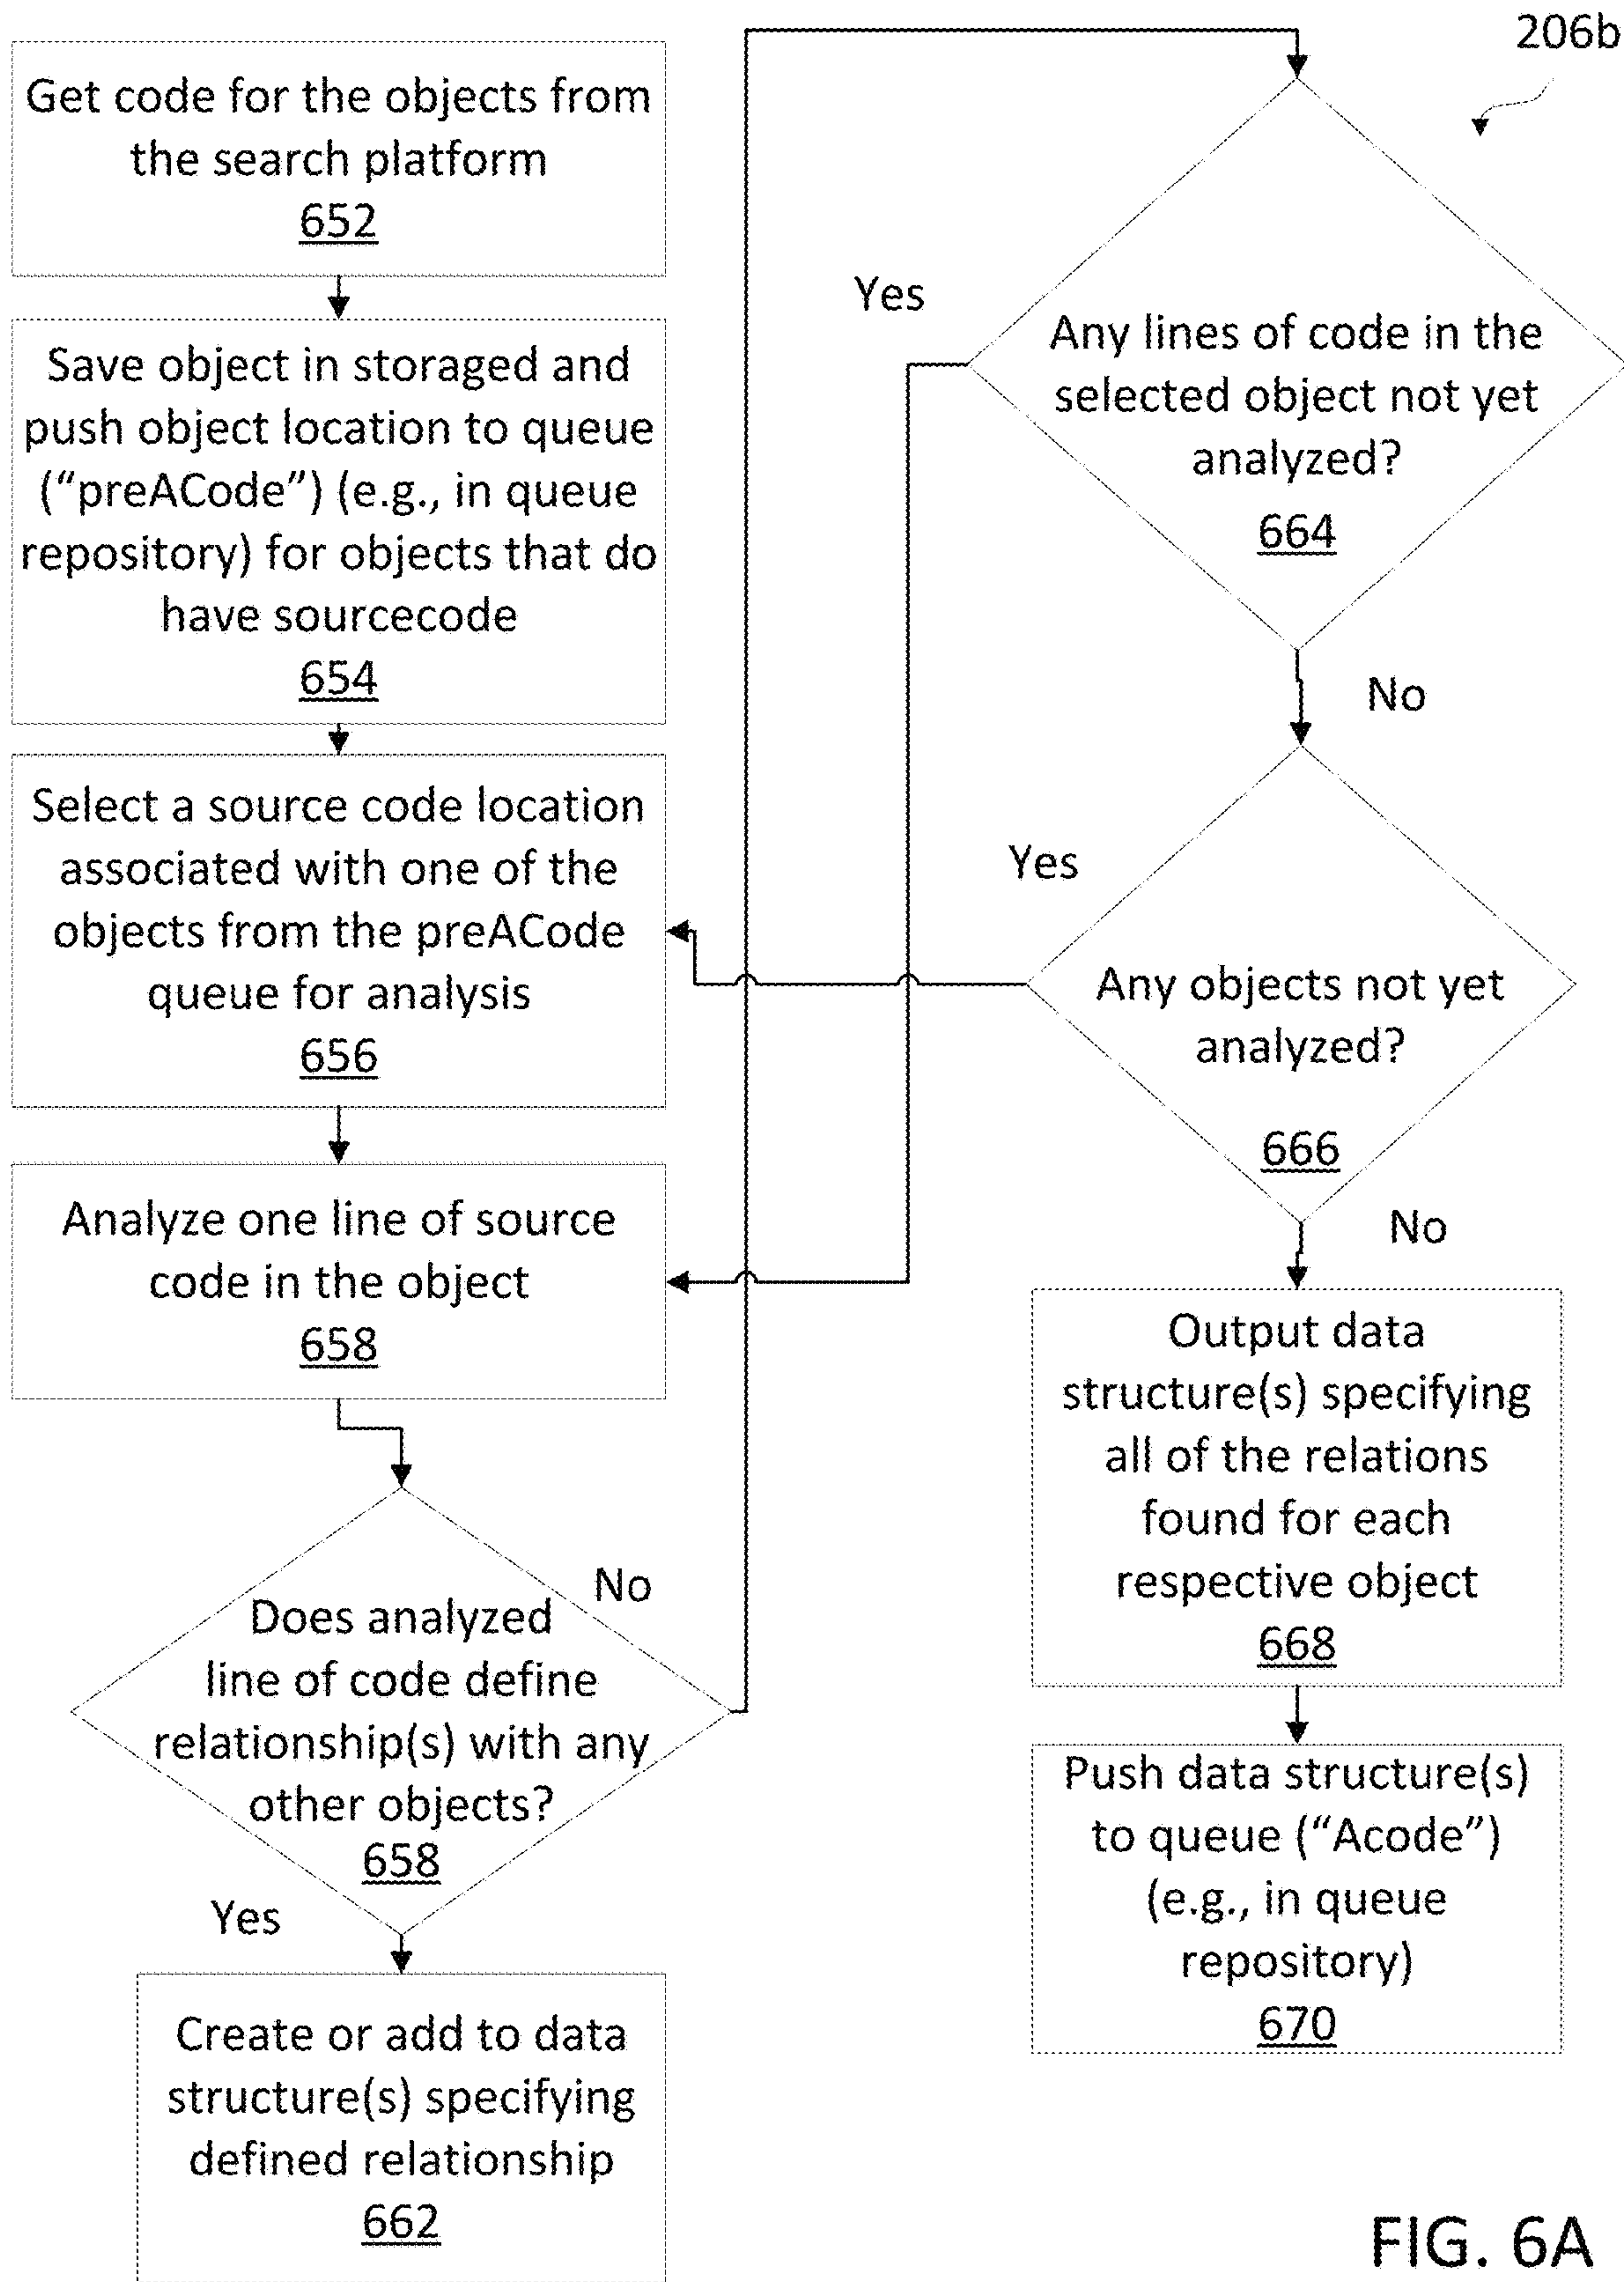 206b
Get code for the objects from
the search platform
652
Save object in storaged and
push object location to queue
(“preACode”) (e.g., in queue
repository) for objects that do
have sourcecode
654
Select a source code location
associated with one of the
objects from the preACode
queue for analysis
656
Analyze one line of source
code in the object
658
Does analyzed
line of code define
relationship(s) with any
other objects?
658
No
Yes
Create or add to data
structure(s) specifying
defined relationship
662
Any lines of code in the
selected object not yet
analyzed?
664
Yes
No
Any objects not yet
analyzed?
666
Yes
No
Output data
structure(s) specifying
all of the relations
found for each
respective object
668
Push data structure(s)
to queue (“Acode”)
(e.g., in queue
repository)
670
FIG. 6A